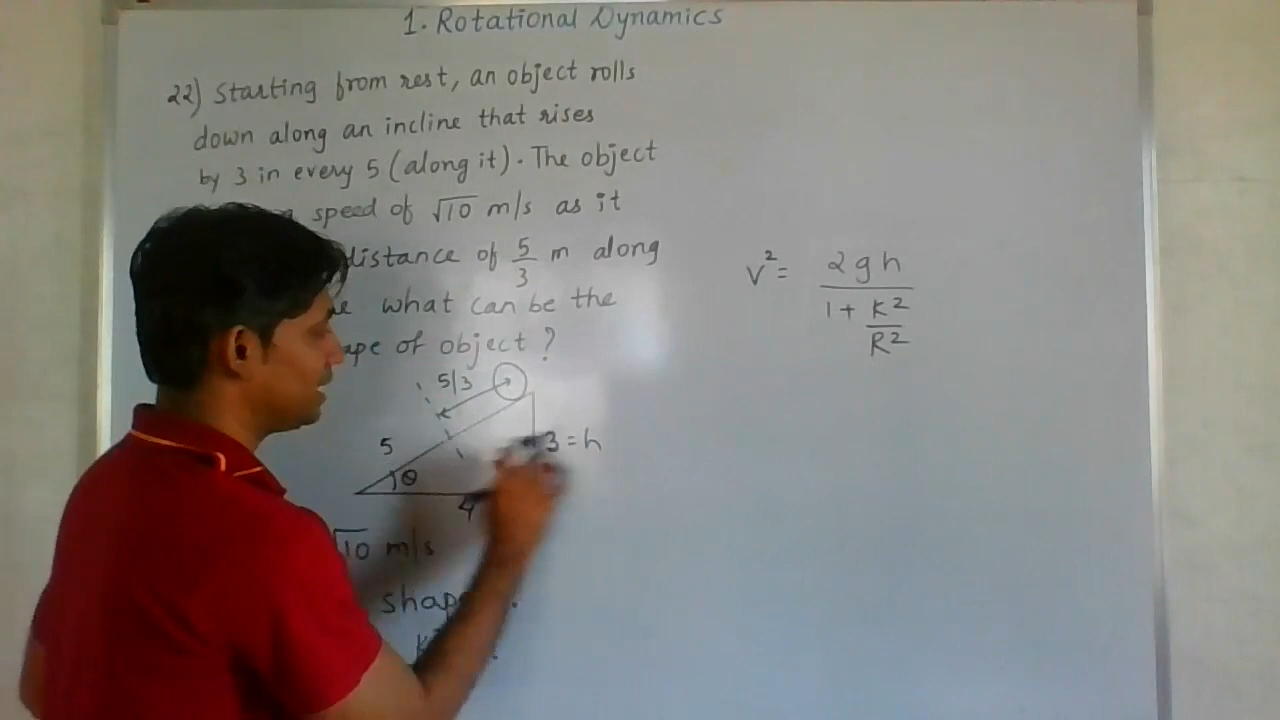 1. Rotational Dynamics
22) Starting from rest, an object rolls
down along an incline that rises
by 3 in every 5 (along it). The object
speed of √10 m/s as it
distance of 5/3 m along
what can be the
of object ?
5/3
5
3 = h
θ
4
√10 m/s
V² = 2gh / (1 + K²/R²)